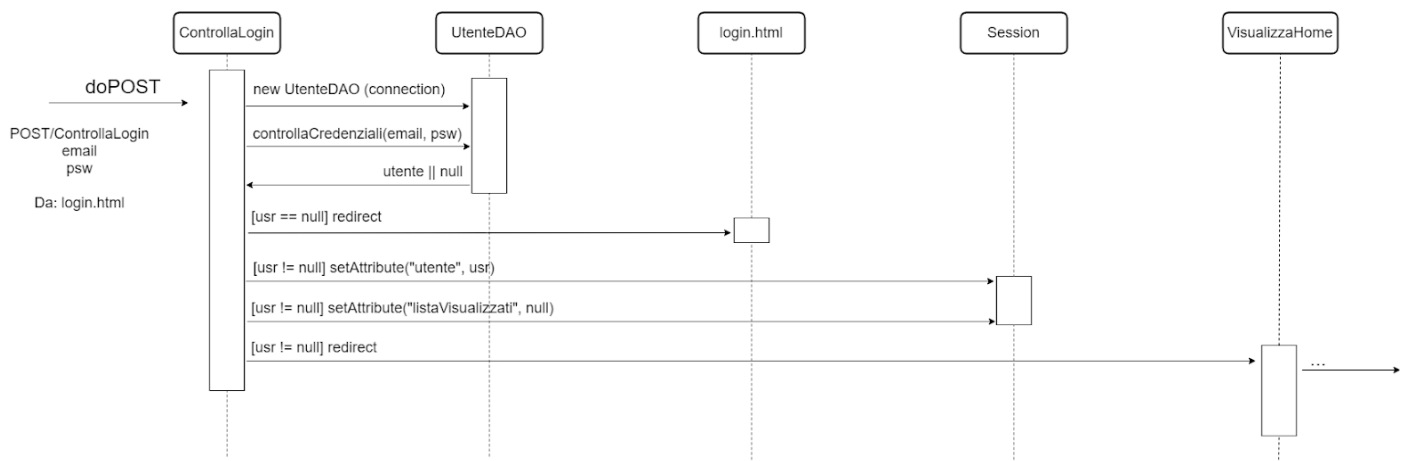 ControllaLogin
UtenteDAO
login.html
Session
VisualizzaHome
doPOST
new UtenteDAO (connection)
POST/ControllaLogin
email
psw
controllaCredenziali(email, psw)
utente || null
Da: login.html
[usr == null] redirect
[usr != null] setAttribute("utente", usr)
[usr != null] setAttribute("listaVisualizzati", null)
[usr != null] redirect
...